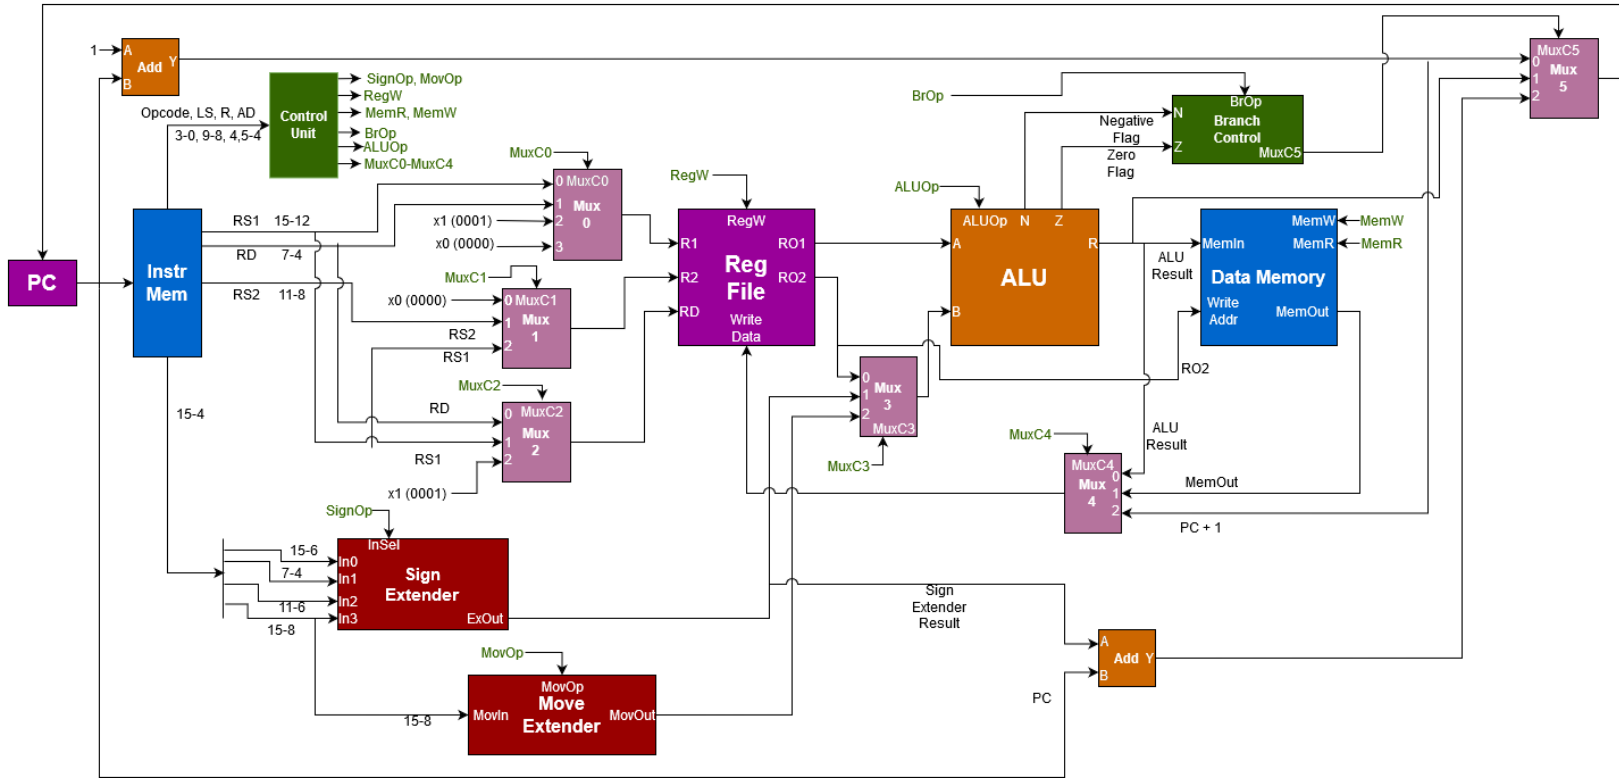 1
A
Add
Y
B
Opcode, LS, R, AD
3-0, 9-8, 4,5-4
Control
Unit
SignOp, MovOp
RegW
MemR, MemW
BrOp
ALUOp
MuxC0-MuxC4
PC
Instr
Mem
RS1 15-12
RD 7-4
RS2 11-8
15-4
MuxC0
0 MuxC0
1
Mux
2
0
3
x1 (0001)
x0 (0000)
MuxC1
x0 (0000)
0 MuxC1
1
Mux
2
1
RS2
RS1
MuxC2
RD
0 MuxC2
1
Mux
2
2
RS1
x1 (0001)
RegW
RegW
R1
RO1
R2
RO2
Reg
File
RD
Write
Data
SignOp
InSel
15-6
In0
7-4
In1
Sign
Extender
In2
11-6
In3
ExOut
15-8
MovOp
MovOp
Move
Extender
MovIn
MovOut
15-8
0
Mux
1
3
2
MuxC3
MuxC3
ALUOp
ALUOp
N
Z
A
R
ALU
B
BrOp
BrOp
N
Branch
Control
Z
MuxC5
Negative
Flag
Zero
Flag
MuxC5
0
1
Mux
2
5
MemW
MemW
MemIn
MemR
MemR
ALU
Result
Data Memory
Write
Addr
MemOut
RO2
ALU
Result
MuxC4
MuxC4
0
Mux
1
4
2
MemOut
PC + 1
Sign
Extender
Result
PC
A
Add
Y
B